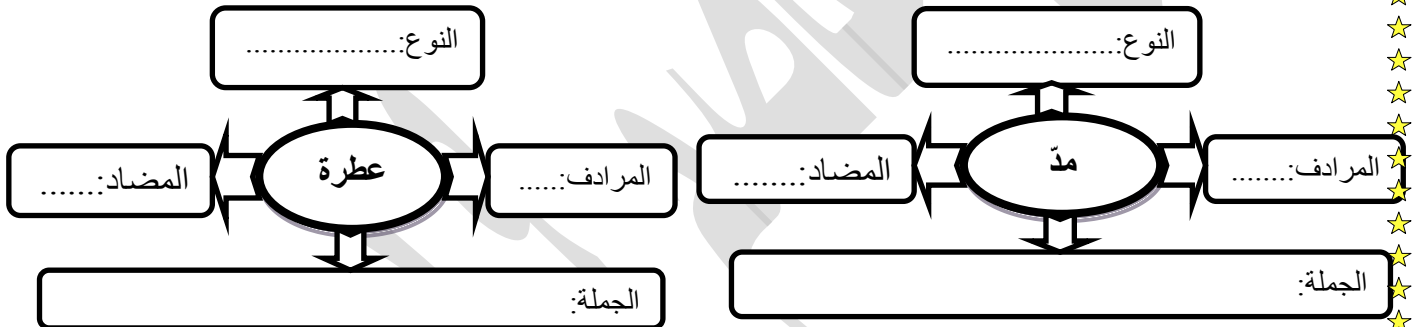 النوع:.....................
مدّ
المرادف:........
المضاد:........
الجملة:
النوع:...................
عطرة
المرادف:......
المضاد:.......
الجملة: